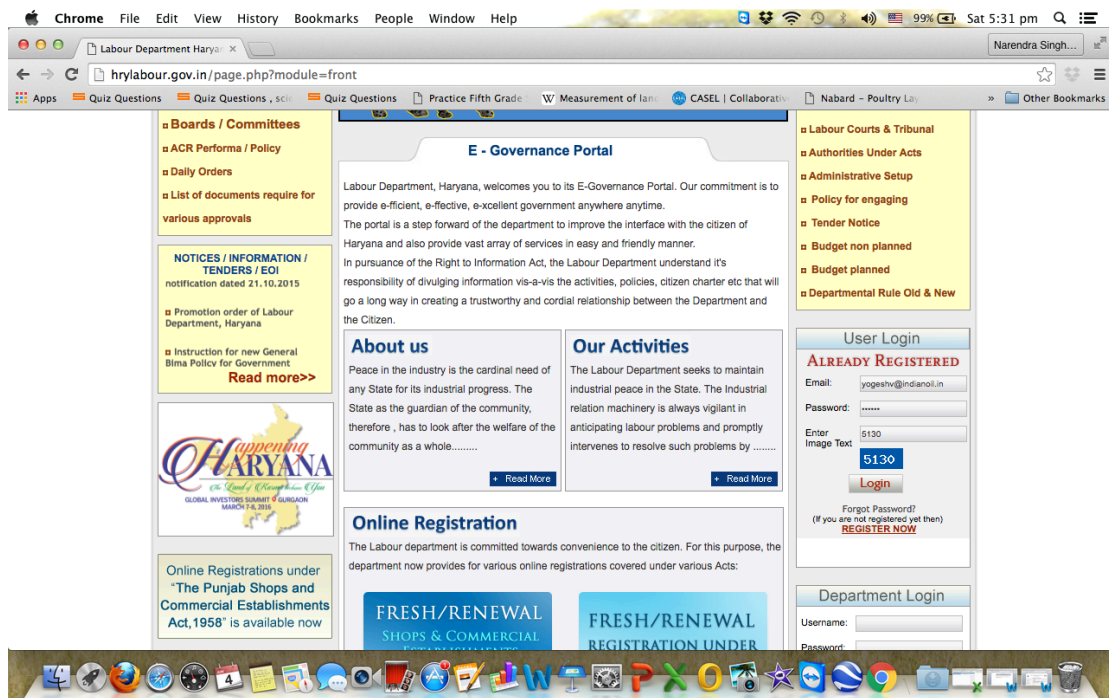 Chrome File Edit View History Bookmarks People Window Help 99% Sat 5:31 pm
Labour Department Haryan
Narendra Singh...
hrylabour.gov.in/page.php?module=front
Apps Quiz Questions Quiz Questions , scie Quiz Questions Practice Fifth Grade W Measurement of land CASEL | Collaborativ Nabard - Poultry Lay » Other Bookmarks
Boards / Committees
ACR Performa / Policy
Daily Orders
List of documents require for
various approvals
NOTICES / INFORMATION /
TENDERS / EOI
notification dated 21.10.2015
Promotion order of Labour
Department, Haryana
Instruction for new General
Bima Policy for Government
Read more>>
Happening
HARYANA
GLOBAL INVESTORS SUMMIT GURGAON
MARCH 7-8, 2016
Online Registrations under
"The Punjab Shops and
Commercial Establishments
Act,1958" is available now
E - Governance Portal
Labour Department, Haryana, welcomes you to its E-Governance Portal. Our commitment is to
provide e-fficient, e-ffective, e-xcellent government anywhere anytime.
The portal is a step forward of the department to improve the interface with the citizen of
Haryana and also provide vast array of services in easy and friendly manner.
In pursuance of the Right to Information Act, the Labour Department understand it's
responsibility of divulging information vis-a-vis the activities, policies, citizen charter etc that will
go a long way in creating a trustworthy and cordial relationship between the Department and
the Citizen.
About us
Peace in the industry is the cardinal need of
any State for its industrial progress. The
State as the guardian of the community,
therefore , has to look after the welfare of the
community as a whole.........
+ Read More
Our Activities
The Labour Department seeks to maintain
industrial peace in the State. The Industrial
relation machinery is always vigilant in
anticipating labour problems and promptly
intervenes to resolve such problems by ........
+ Read More
Online Registration
The Labour department is committed towards convenience to the citizen. For this purpose, the
department now provides for various online registrations covered under various Acts:
FRESH/RENEWAL
SHOPS & COMMERCIAL
ESTABLISHMENTS
FRESH/RENEWAL
REGISTRATION UNDER
Labour Courts & Tribunal
Authorities Under Acts
Administrative Setup
Policy for engaging
Tender Notice
Budget non planned
Budget planned
Departmental Rule Old & New
User Login
ALREADY REGISTERED
Email: yogeshv@indianoil.in
Password: ••••••
Enter
Image Text 5130
5130
Login
Forgot Password?
(If you are not registered yet then)
REGISTER NOW
Department Login
Username:
Password: